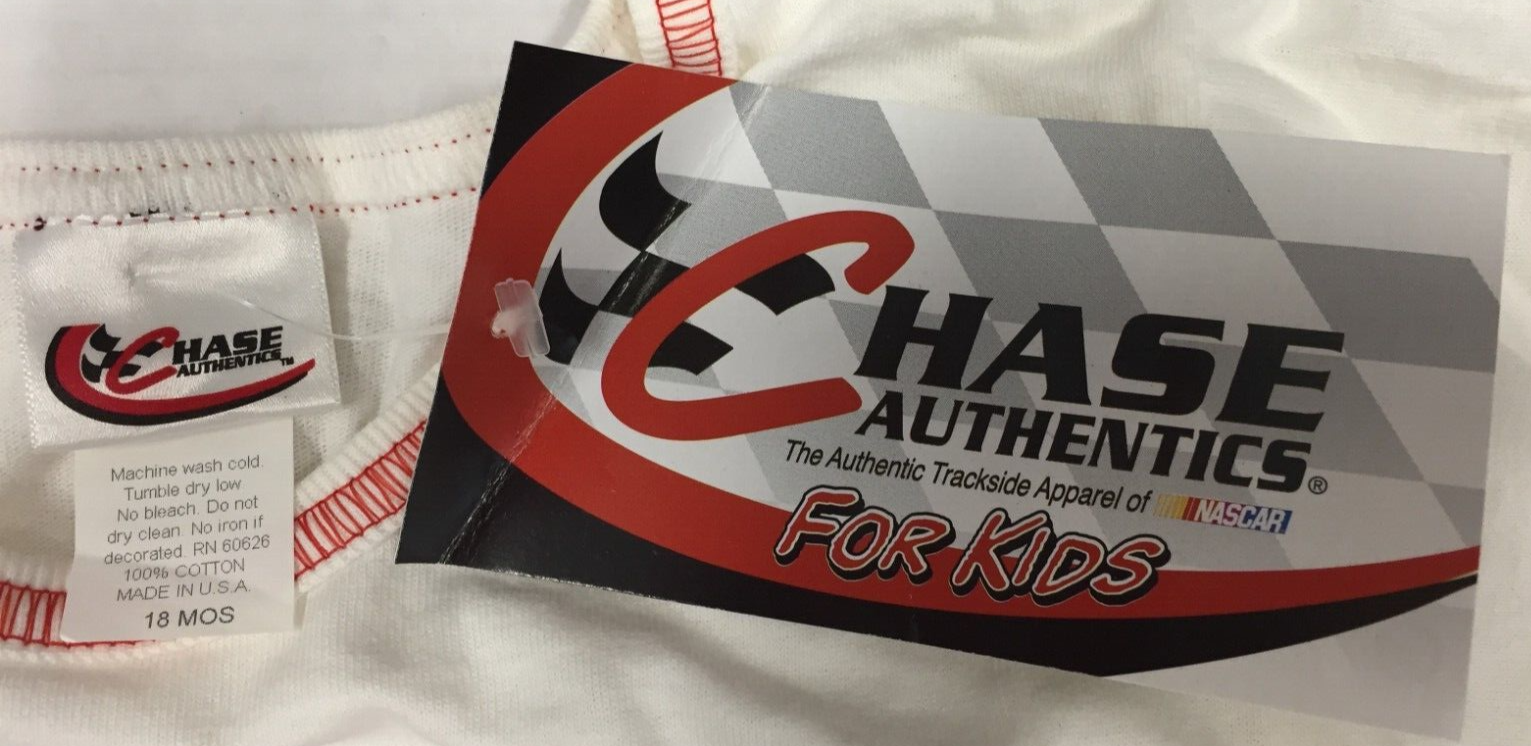 CHASE
AUTHENTICS™
Machine wash cold.
Tumble dry low
No bleach. Do not
dry clean. No iron if
decorated. RN 60626
100% COTTON
MADE IN U.S.A.
18 MOS
CHASE
AUTHENTICS®
The Authentic Trackside Apparel of NASCAR
FOR KIDS